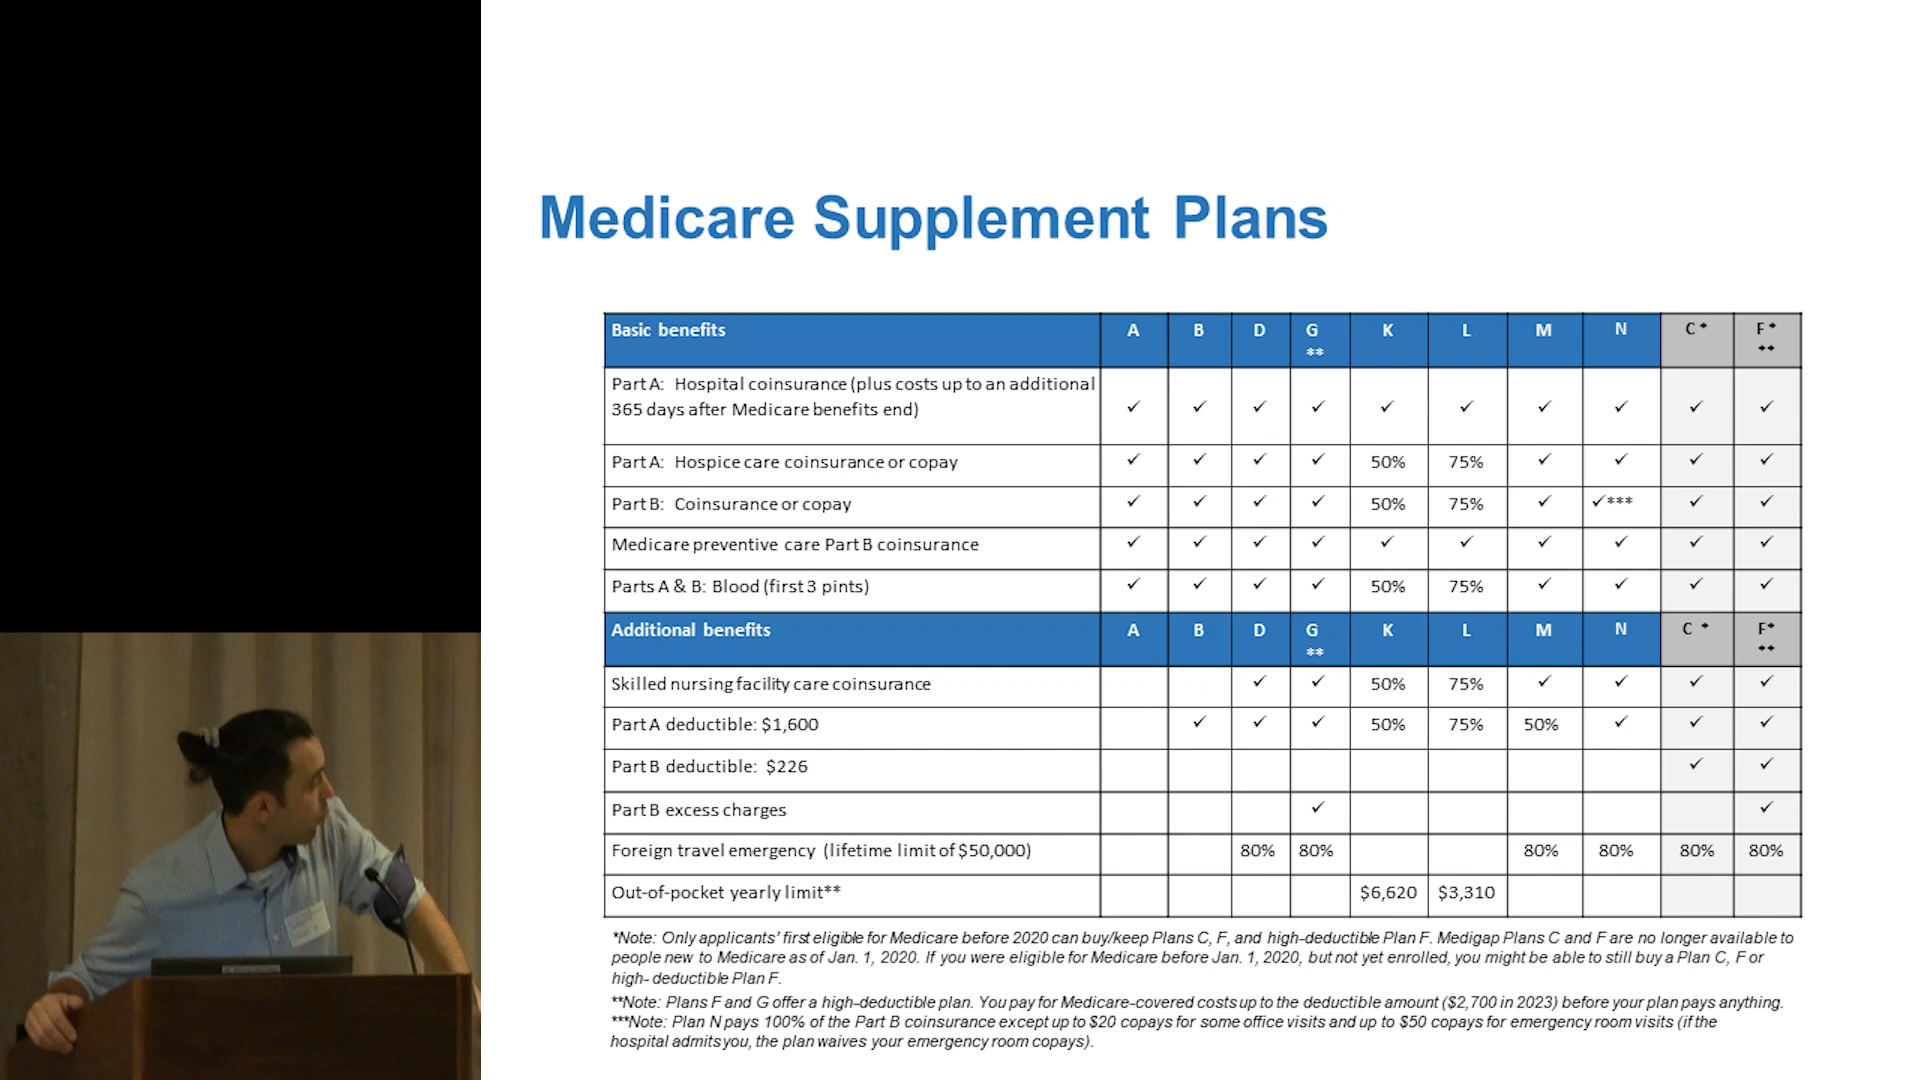 Medicare Supplement Plans
Basic benefits A B D G ** K L M N C * F * **
Part A: Hospital coinsurance (plus costs up to an additional
365 days after Medicare benefits end) ✓ ✓ ✓ ✓ ✓ ✓ ✓ ✓ ✓ ✓
Part A: Hospice care coinsurance or copay ✓ ✓ ✓ ✓ 50% 75% ✓ ✓ ✓ ✓
Part B: Coinsurance or copay ✓ ✓ ✓ ✓ 50% 75% ✓ ✓*** ✓ ✓
Medicare preventive care Part B coinsurance ✓ ✓ ✓ ✓ ✓ ✓ ✓ ✓ ✓ ✓
Parts A & B: Blood (first 3 pints) ✓ ✓ ✓ ✓ 50% 75% ✓ ✓ ✓ ✓
Additional benefits A B D G ** K L M N C * F* **
Skilled nursing facility care coinsurance ✓ ✓ 50% 75% ✓ ✓ ✓ ✓
Part A deductible: $1,600 ✓ ✓ ✓ 50% 75% 50% ✓ ✓ ✓
Part B deductible: $226 ✓ ✓
Part B excess charges ✓ ✓
Foreign travel emergency (lifetime limit of $50,000) 80% 80% 80% 80% 80% 80%
Out-of-pocket yearly limit** $6,620 $3,310
*Note: Only applicants' first eligible for Medicare before 2020 can buy/keep Plans C, F, and high-deductible Plan F. Medigap Plans C and F are no longer available to
people new to Medicare as of Jan. 1, 2020. If you were eligible for Medicare before Jan. 1, 2020, but not yet enrolled, you might be able to still buy a Plan C, F or
high- deductible Plan F.
**Note: Plans F and G offer a high-deductible plan. You pay for Medicare-covered costs up to the deductible amount ($2,700 in 2023) before your plan pays anything.
***Note: Plan N pays 100% of the Part B coinsurance except up to $20 copays for some office visits and up to $50 copays for emergency room visits (if the
hospital admits you, the plan waives your emergency room copays).